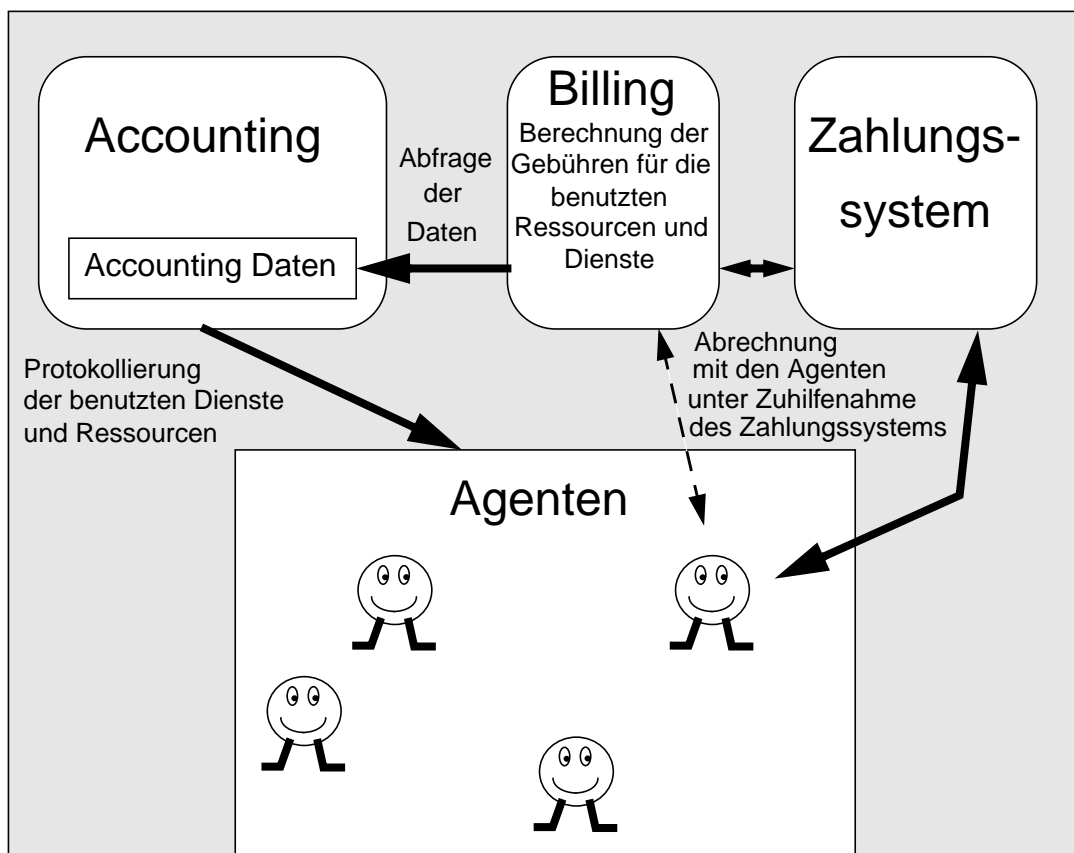 Accounting
Accounting Daten
Abfrage
der
Daten
Billing
Berechnung der
Gebühren für die
benutzten
Ressourcen und
Dienste
Zahlungs-
system
Protokollierung
der benutzten Dienste
und Ressourcen
Abrechnung
mit den Agenten
unter Zuhilfenahme
des Zahlungssystems
Agenten